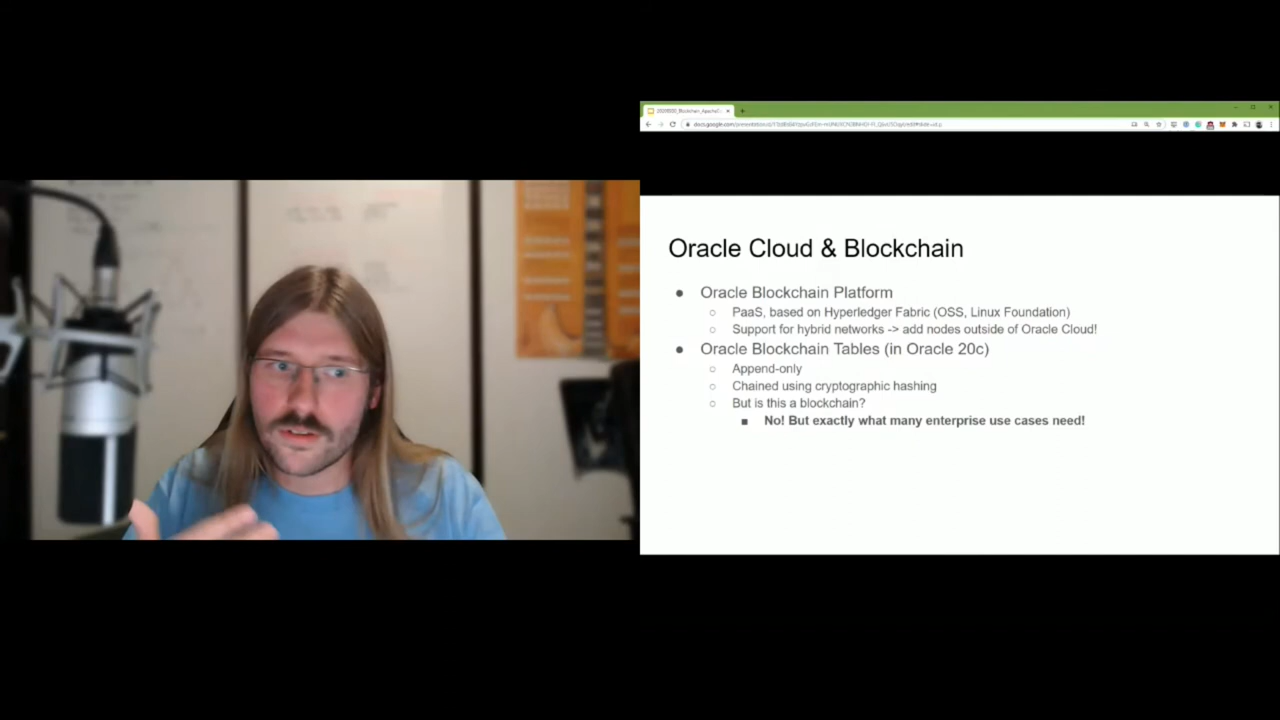 Oracle Cloud & Blockchain
● Oracle Blockchain Platform
○ PaaS, based on Hyperledger Fabric (OSS, Linux Foundation)
○ Support for hybrid networks -> add nodes outside of Oracle Cloud!
● Oracle Blockchain Tables (in Oracle 20c)
○ Append-only
○ Chained using cryptographic hashing
○ But is this a blockchain?
■ No! But exactly what many enterprise use cases need!